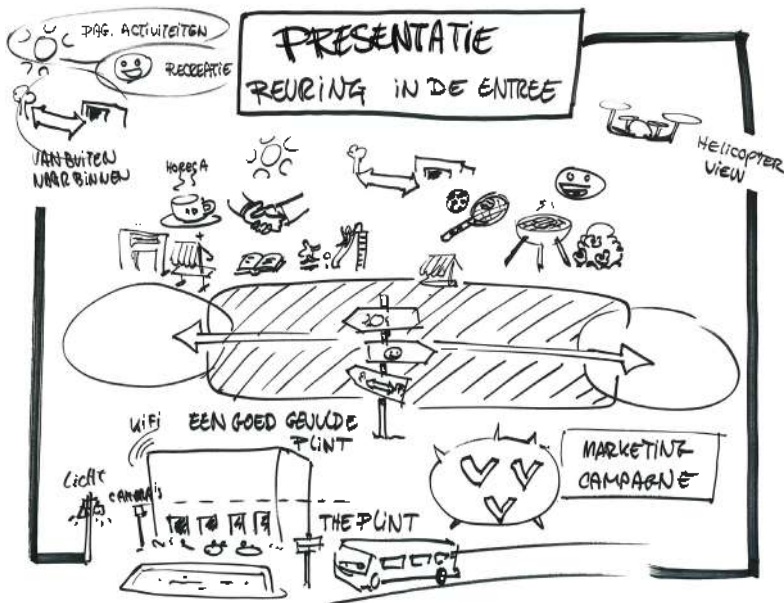 DAG. ACTIVITEITEN
RECREATIE
PRESENTATIE
REURING IN DE ENTREE
VAN BUITEN
NAAR BINNEN
HELICOPTER
VIEW
HORECA
WiFi
EEN GOED GEVULDE
PLINT
LICHT
CAMERA'S
THE PLINT
MARKETING
CAMPAGNE